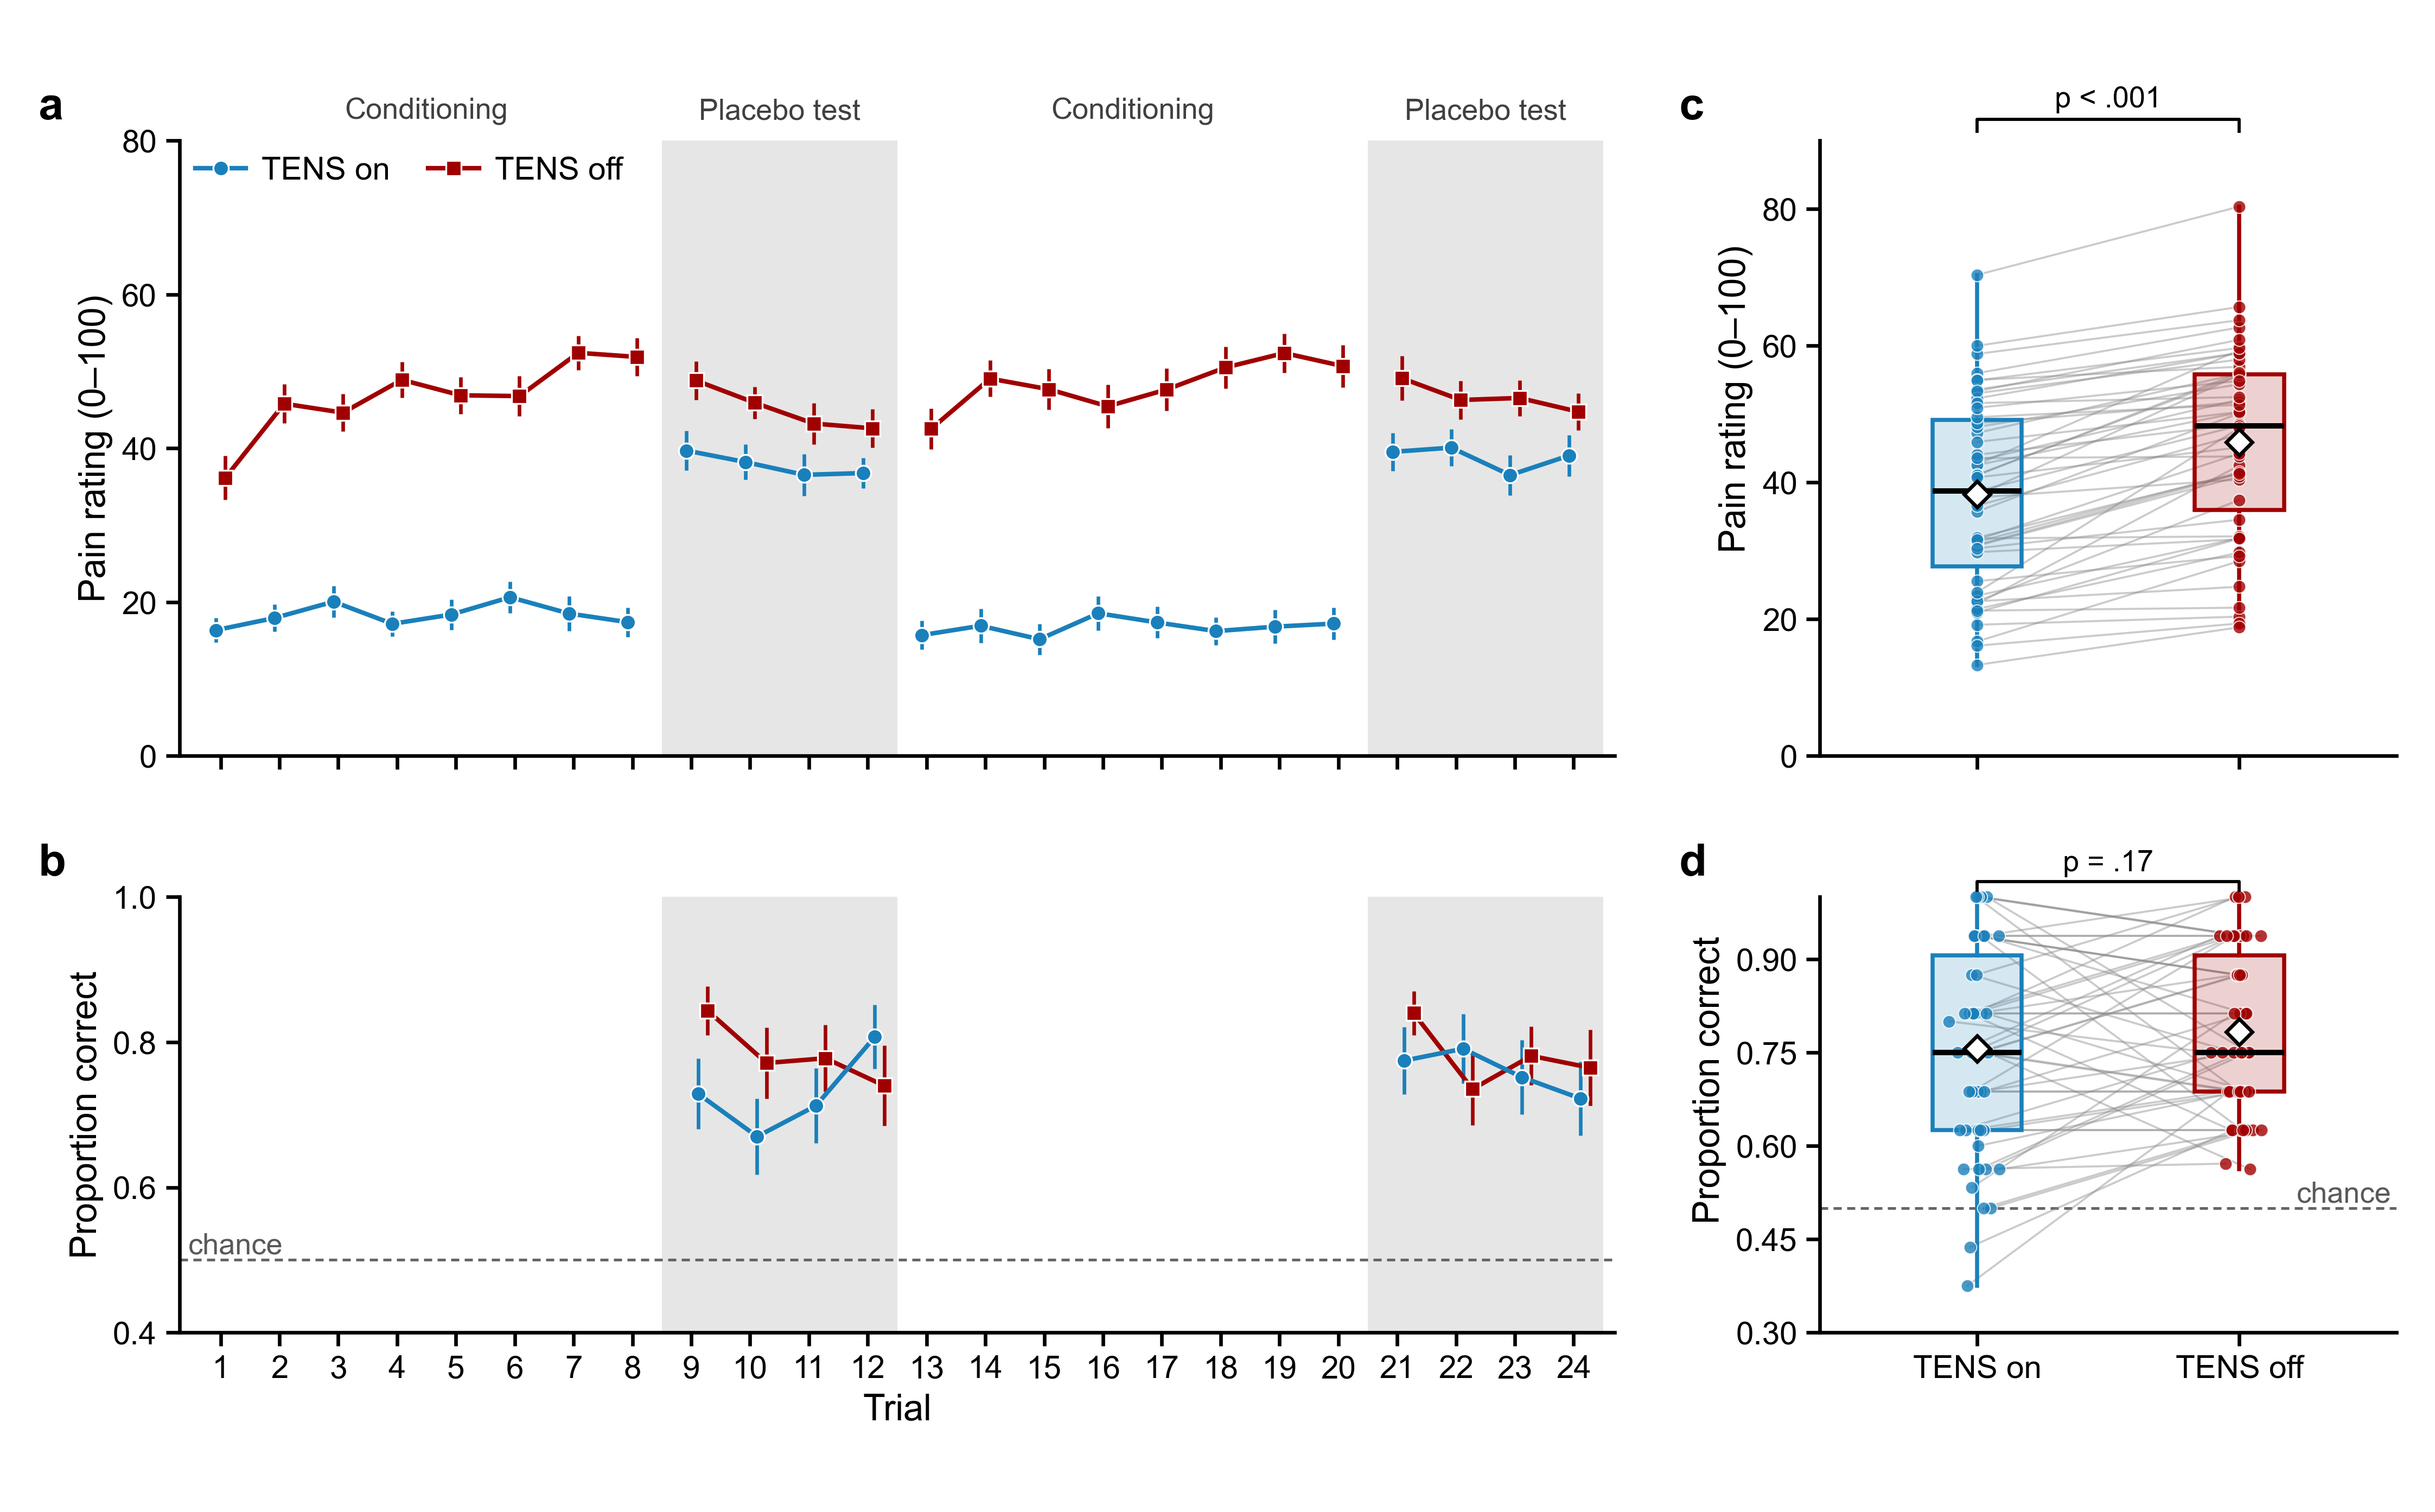 a
Conditioning
Placebo test
Conditioning
Placebo test
TENS on
TENS off
Pain rating (0–100)
80
60
40
20
0
c
p < .001
Pain rating (0–100)
80
60
40
20
0
b
Proportion correct
1.0
0.8
0.6
0.4
chance
1 2 3 4 5 6 7 8 9 10 11 12 13 14 15 16 17 18 19 20 21 22 23 24
Trial
d
p = .17
Proportion correct
0.90
0.75
0.60
0.45
0.30
chance
TENS on
TENS off